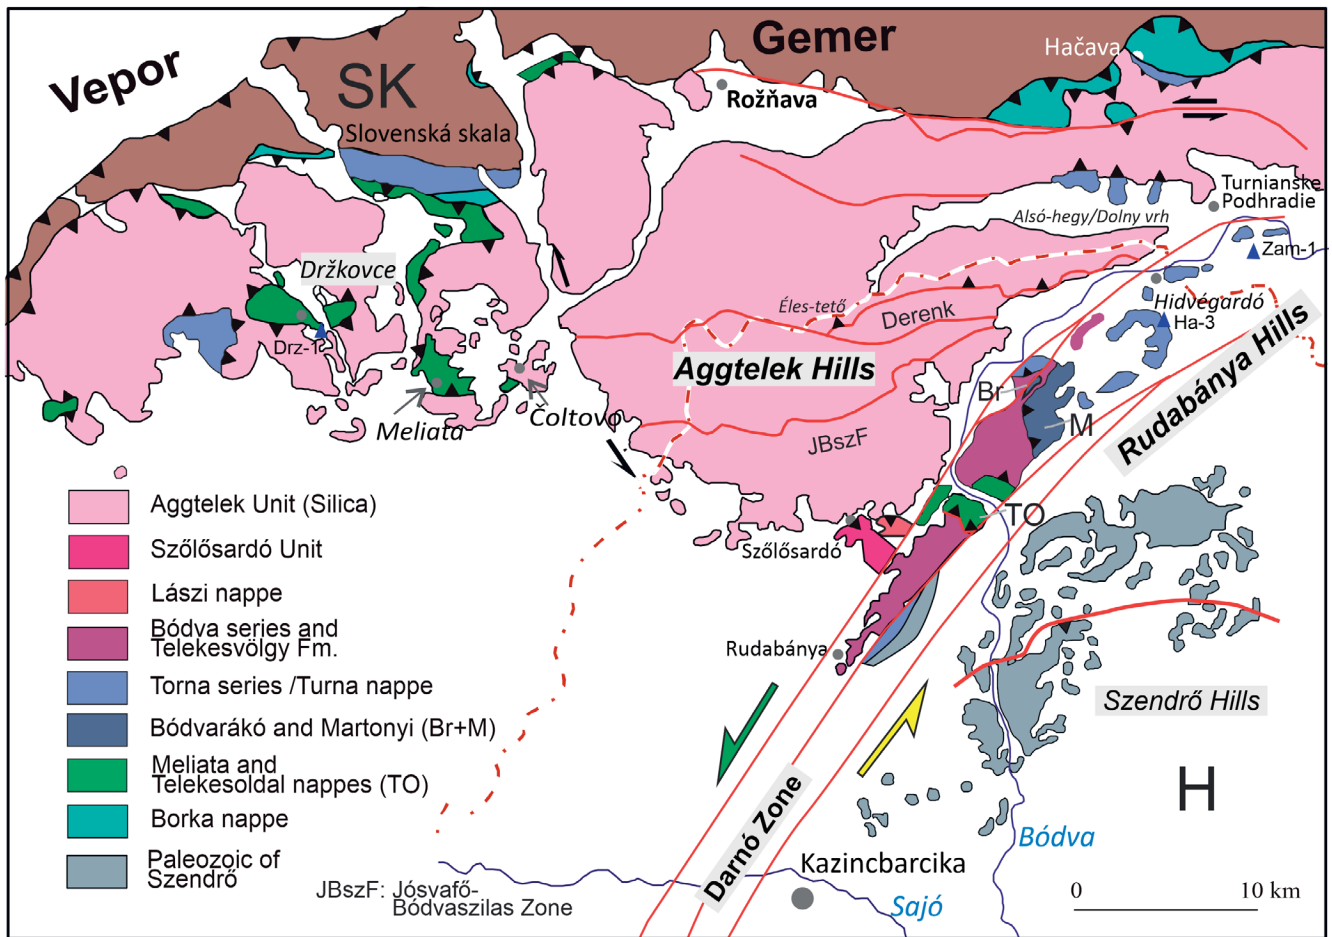 Vepor
SK
Gemer
Hačava
Rožňava
Slovenská skala
Turnianske
Podhradie
Alsó-hegy/Dolny vrh
Zam-1
Držkovce
Drz-1
Éles-tető
Derenk
Hidvégardó
Ha-3
Aggtelek Hills
Rudabánya Hills
Br
M
Meliata
Čoltovo
JBszF
TO
Szőlősardó
Rudabánya
Szendrő Hills
H
Darnó Zone
Kazincbarcika
Bódva
Sajó
0 10 km
Aggtelek Unit (Silica)
Szőlősardó Unit
Lászi nappe
Bódva series and
Telekesvölgy Fm.
Torna series /Turna nappe
Bódvarákó and Martonyi (Br+M)
Meliata and
Telekesoldal nappes (TO)
Borka nappe
Paleozoic of
Szendrő
JBszF: Jósvafő-
Bódvaszilas Zone